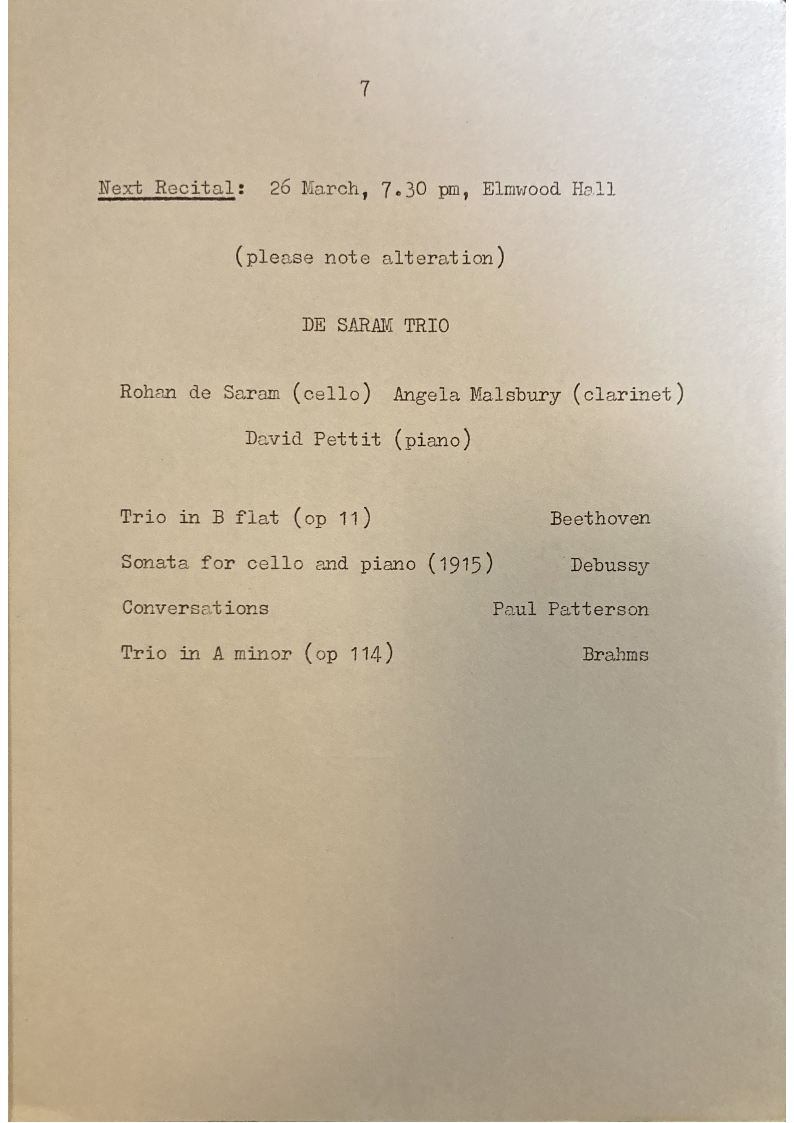 7
Next Recital: 26 March, 7.30 pm, Elmwood Hall
(please note alteration)
DE SARAM TRIO
Rohan de Saram (cello) Angela Malsbury (clarinet)
David Pettit (piano)
Trio in B flat (op 11) Beethoven
Sonata for cello and piano (1915) Debussy
Conversations Paul Patterson
Trio in A minor (op 114) Brahms